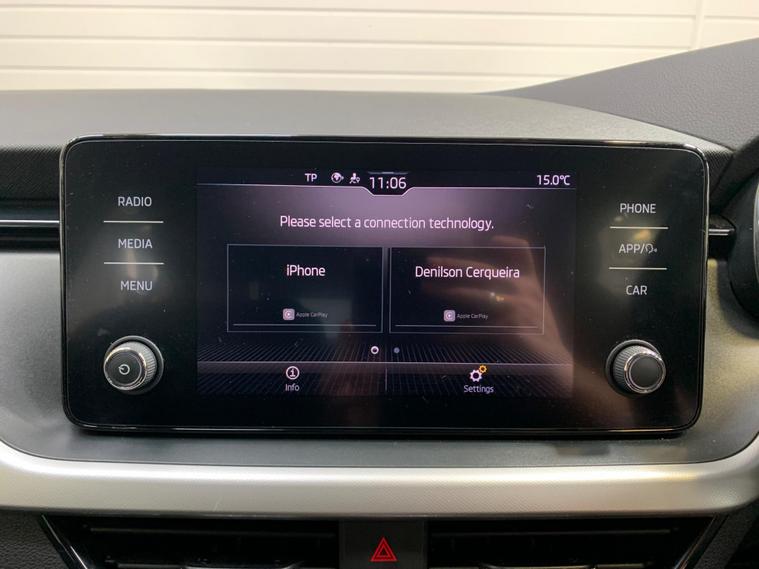 TP 11:06 15.0°C
RADIO
MEDIA
MENU
Please select a connection technology.
iPhone
Apple CarPlay
Denilson Cerqueira
Apple CarPlay
Info
Settings
PHONE
APP/
CAR